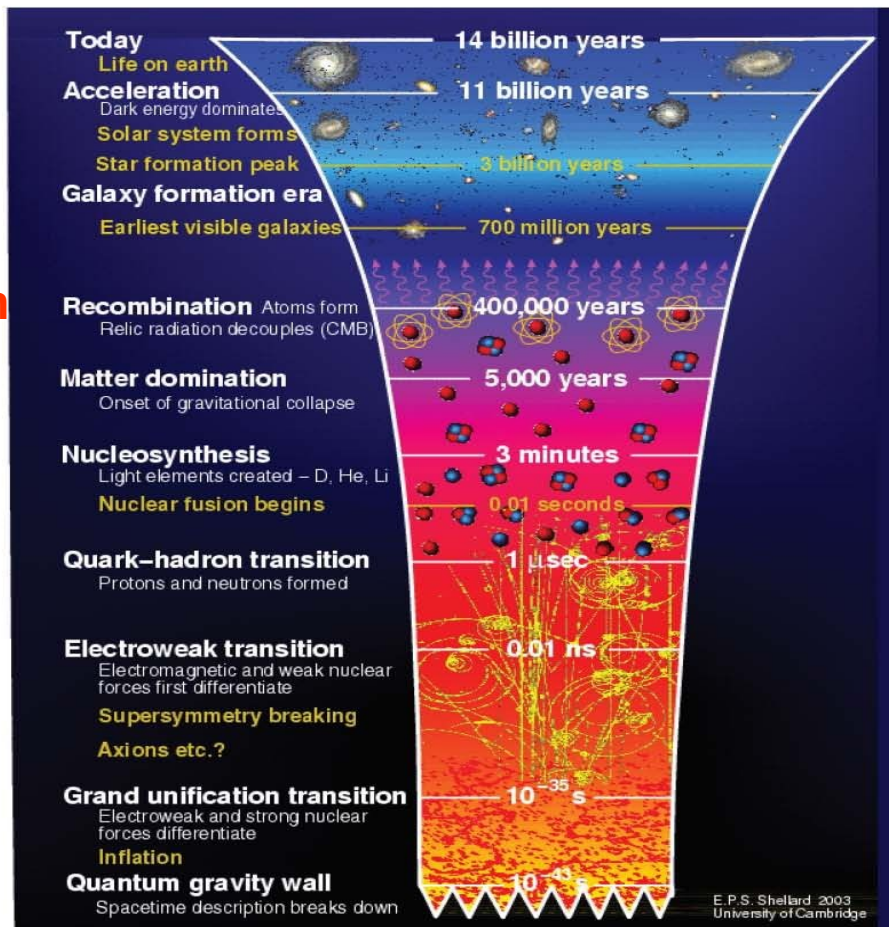 Today 14 billion years
Life on earth
Acceleration 11 billion years
Dark energy dominates
Solar system forms
Star formation peak 3 billion years
Galaxy formation era
Earliest visible galaxies 700 million years
Recombination Atoms form 400,000 years
Relic radiation decouples (CMB)
Matter domination 5,000 years
Onset of gravitational collapse
Nucleosynthesis 3 minutes
Light elements created – D, He, Li
Nuclear fusion begins 0.01 seconds
Quark–hadron transition 1 μsec
Protons and neutrons formed
Electroweak transition 0.01 ns
Electromagnetic and weak nuclear
forces first differentiate
Supersymmetry breaking
Axions etc.?
Grand unification transition 10⁻³⁵ s
Electroweak and strong nuclear
forces differentiate
Inflation
Quantum gravity wall 10⁻⁴³ s
Spacetime description breaks down
E.P.S. Shellard 2003
University of Cambridge